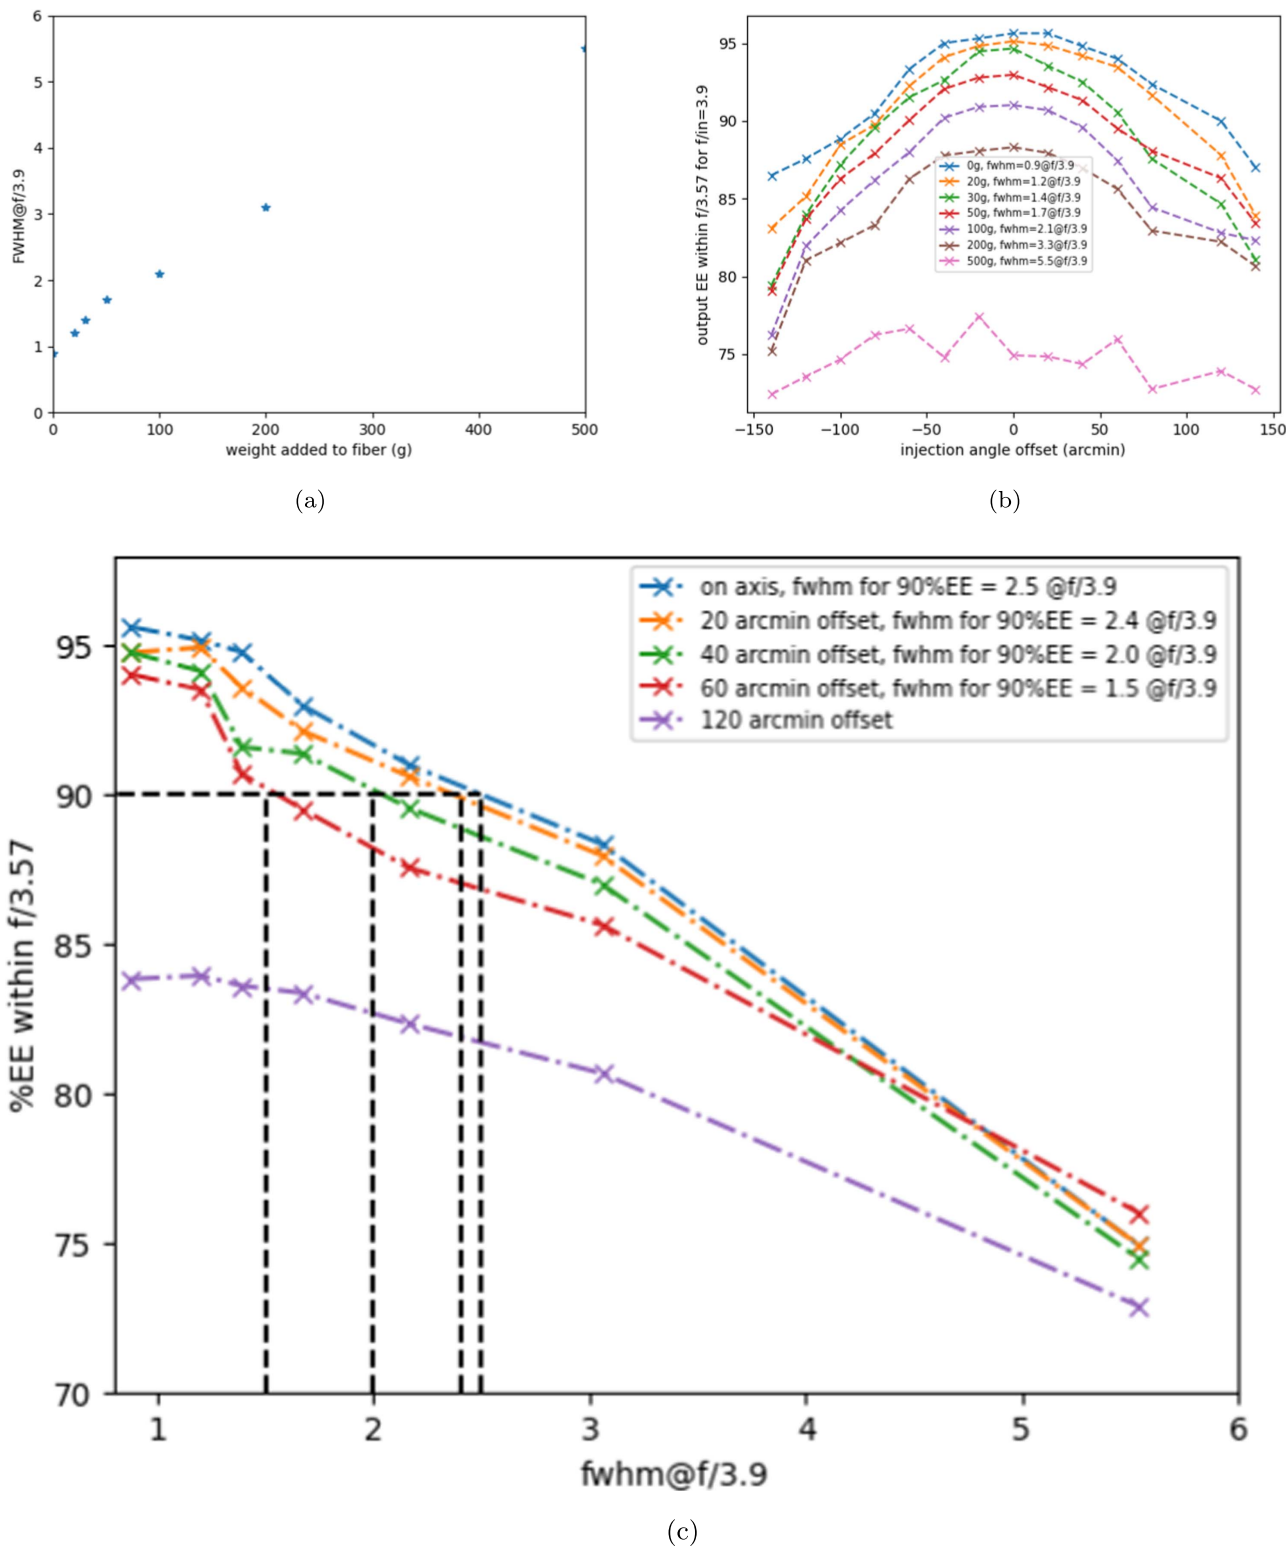 6
5
4
3
2
1
0
FWHM@f/3.9
0 100 200 300 400 500
weight added to fiber (g)
(a)
95
90
85
80
75
output EE within f/3.57 for f/in=3.9
0g, fwhm=0.9@f/3.9
20g, fwhm=1.2@f/3.9
30g, fwhm=1.4@f/3.9
50g, fwhm=1.7@f/3.9
100g, fwhm=2.1@f/3.9
200g, fwhm=3.3@f/3.9
500g, fwhm=5.5@f/3.9
−150 −100 −50 0 50 100 150
injection angle offset (arcmin)
(b)
on axis, fwhm for 90%EE = 2.5 @f/3.9
20 arcmin offset, fwhm for 90%EE = 2.4 @f/3.9
40 arcmin offset, fwhm for 90%EE = 2.0 @f/3.9
60 arcmin offset, fwhm for 90%EE = 1.5 @f/3.9
120 arcmin offset
95
90
85
80
75
70
%EE within f/3.57
1 2 3 4 5 6
fwhm@f/3.9
(c)